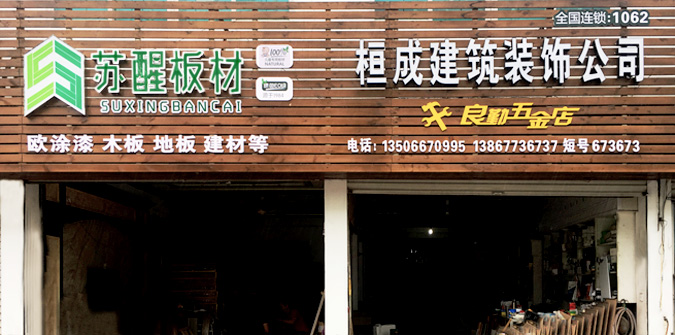 全国连锁:1062
苏醒板材
SUXINGBANCAI
100%
NATURAL
桓成建筑装饰公司
良勤五金店
欧涂漆 木板 地板 建材等
电话: 13506670995 13867736737 短号 673673